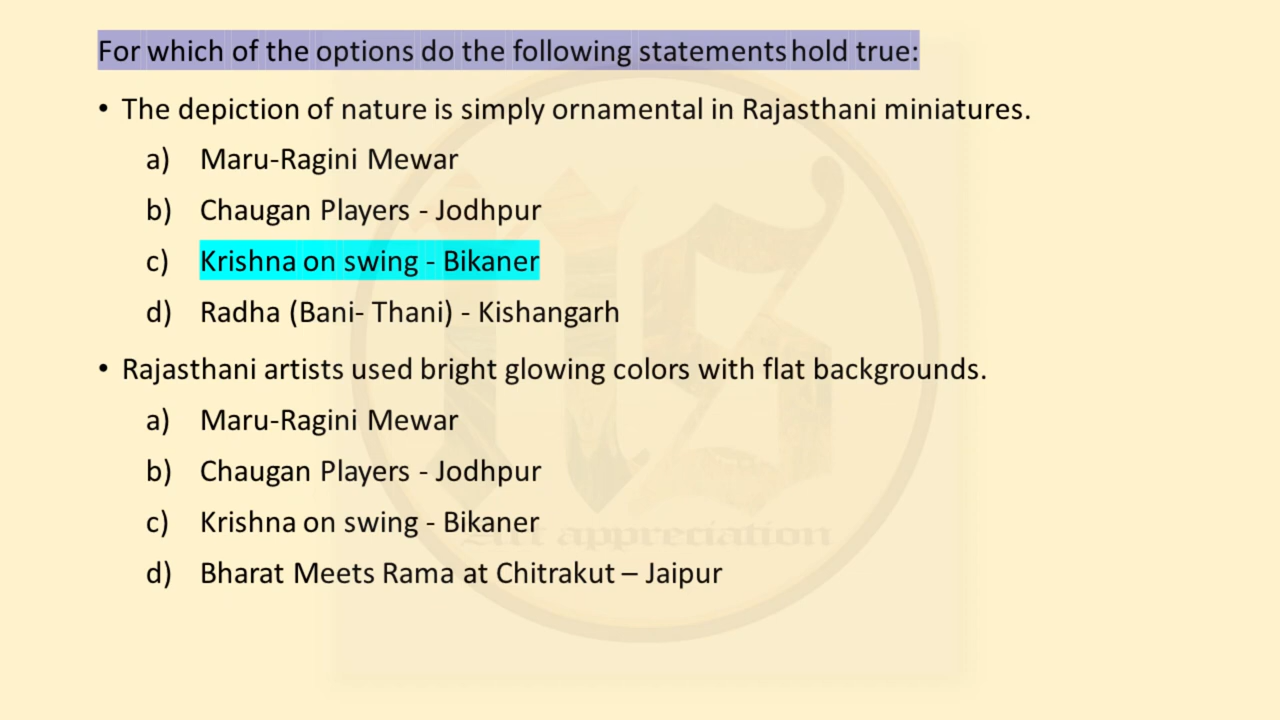 For which of the options do the following statements hold true:
• The depiction of nature is simply ornamental in Rajasthani miniatures.
a) Maru-Ragini Mewar
b) Chaugan Players - Jodhpur
c) Krishna on swing - Bikaner
d) Radha (Bani- Thani) - Kishangarh
• Rajasthani artists used bright glowing colors with flat backgrounds.
a) Maru-Ragini Mewar
b) Chaugan Players - Jodhpur
c) Krishna on swing - Bikaner
Art appreciation
d) Bharat Meets Rama at Chitrakut – Jaipur